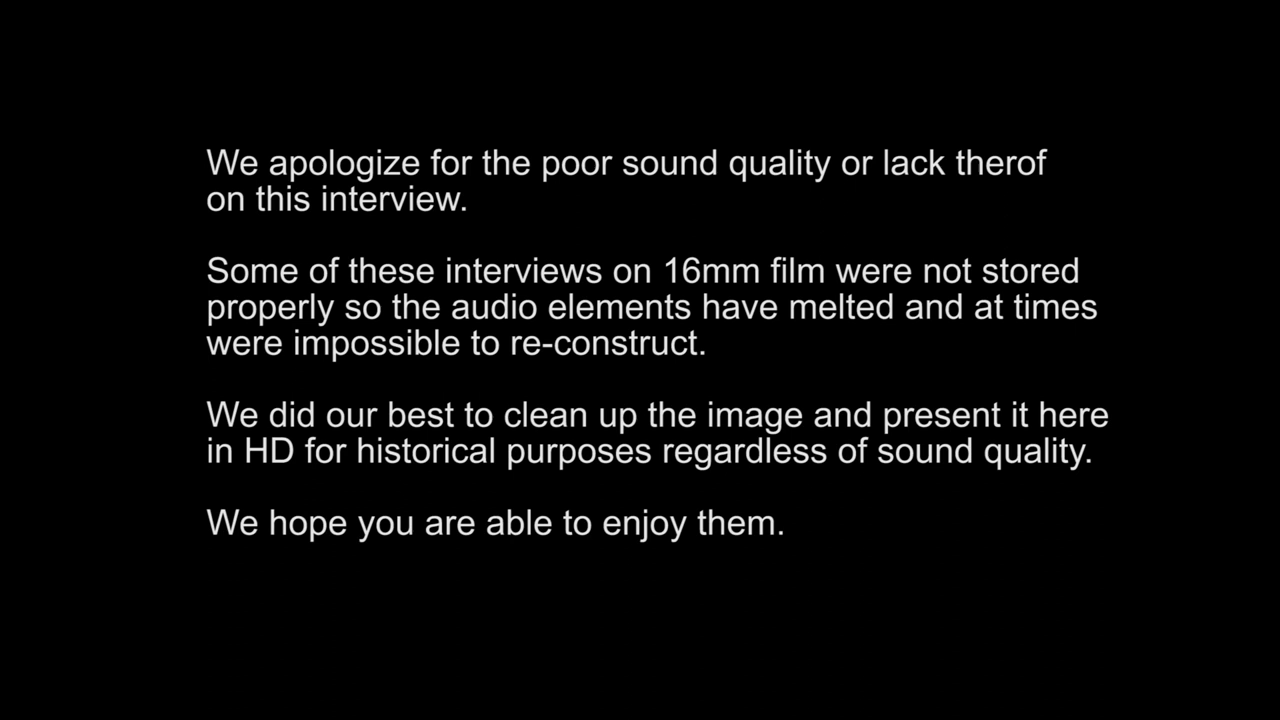 We apologize for the poor sound quality or lack therof
on this interview.
Some of these interviews on 16mm film were not stored
properly so the audio elements have melted and at times
were impossible to re-construct.
We did our best to clean up the image and present it here
in HD for historical purposes regardless of sound quality.
We hope you are able to enjoy them.